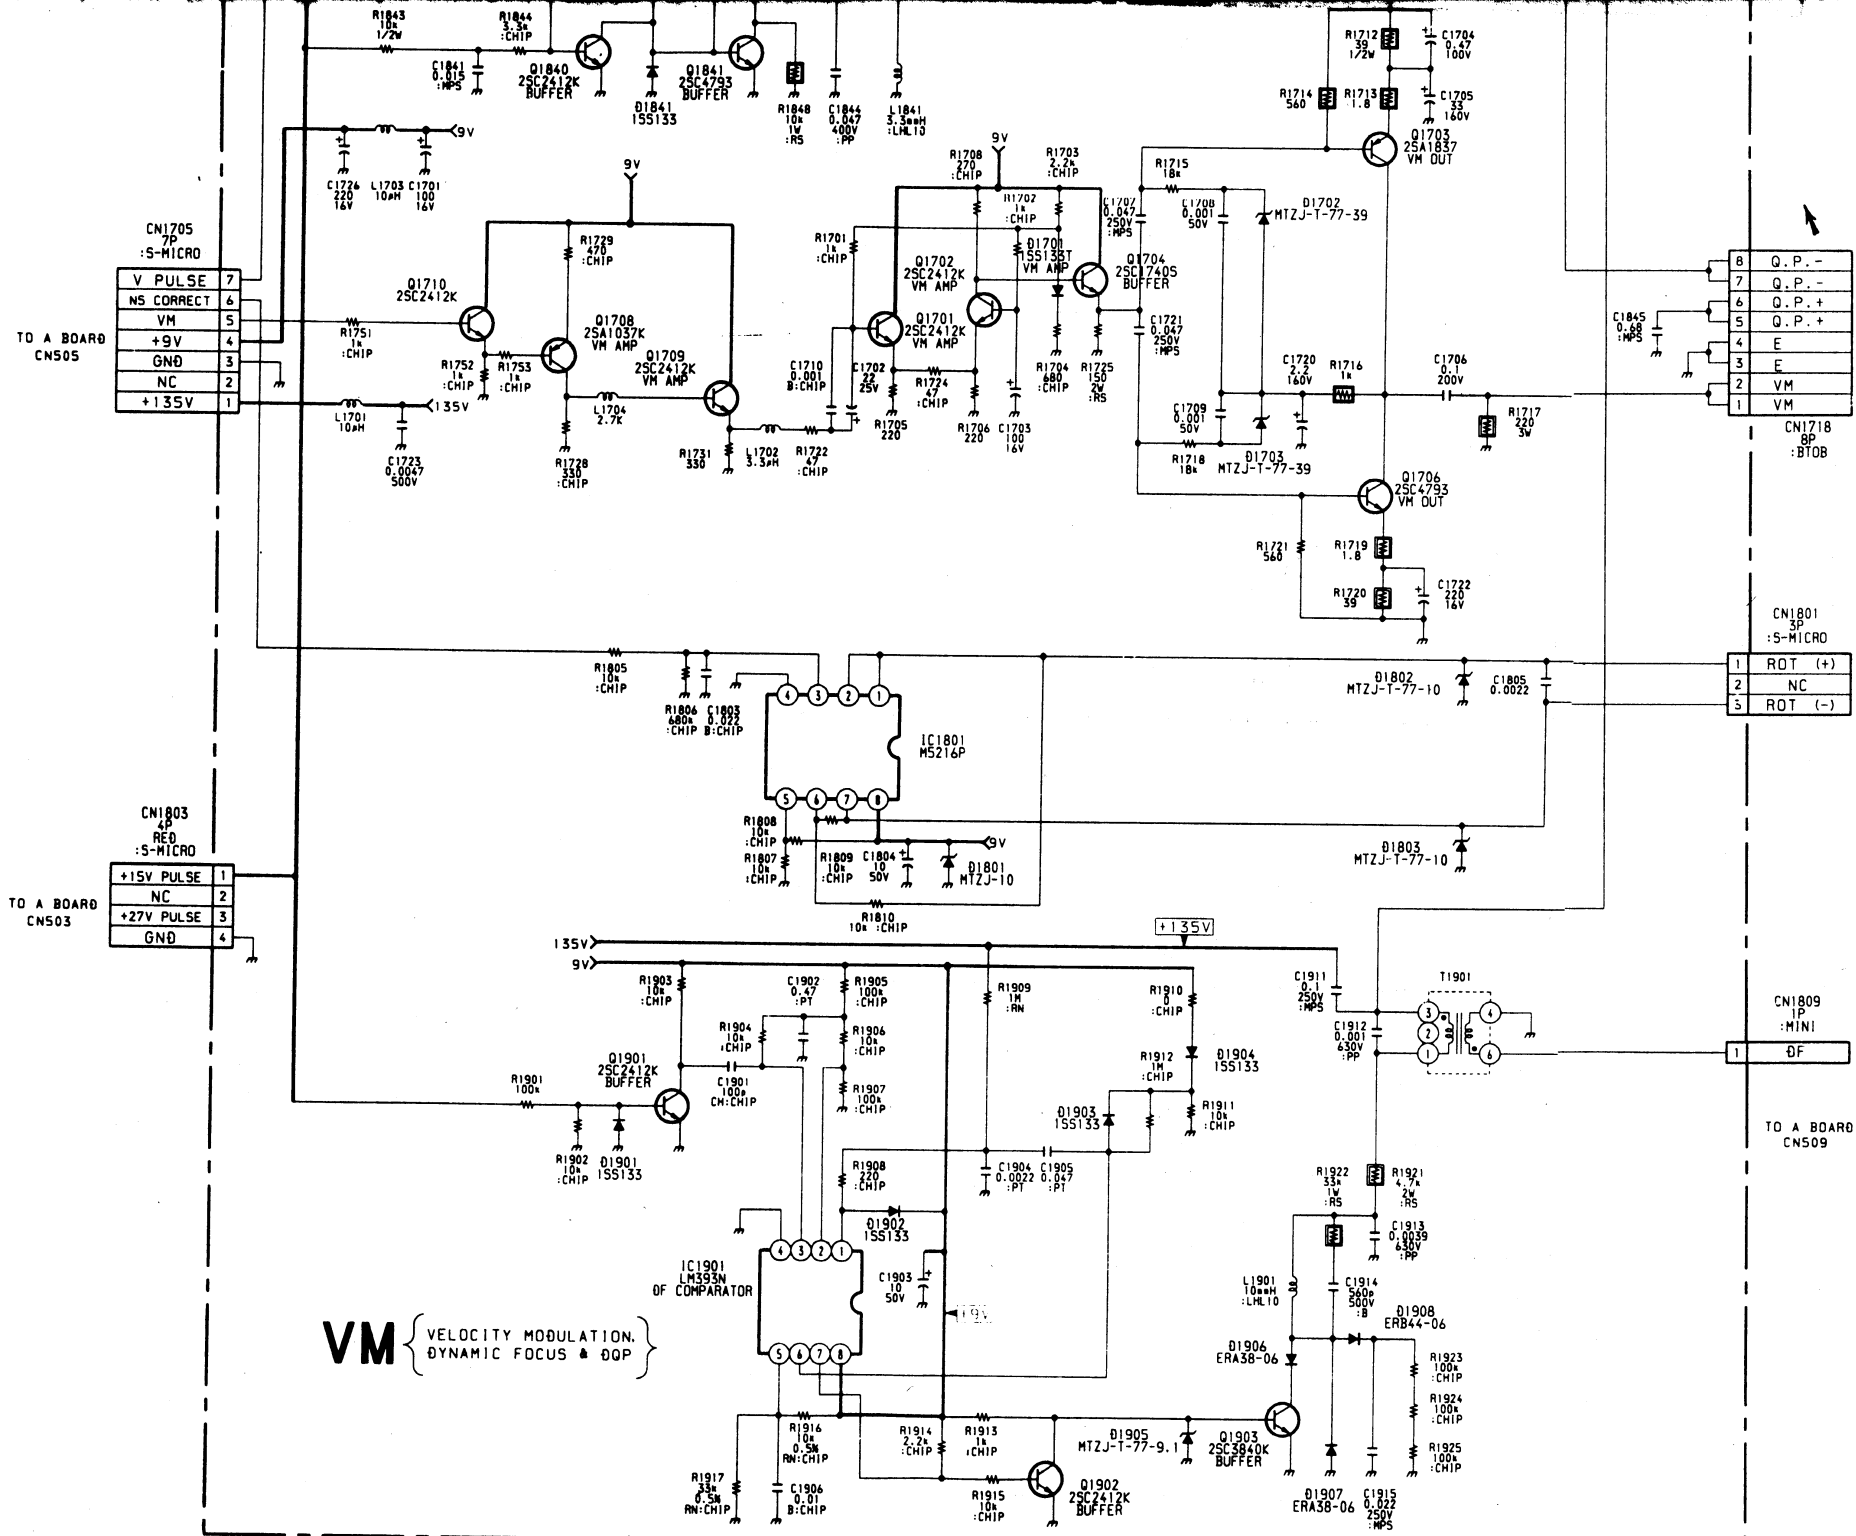 R1843
10k
1/2W
R1844
3.3k
:CHIP
C1841
0.015
:MPS
Q1840
2SC2412K
BUFFER
D1841
1SS133
Q1841
2SC4793
BUFFER
R1848
10k
1W
:RS
C1844
0.047
400V
:PP
L1841
3.3mmH
:LHL10
R1712
39
1/2W
C1704
0.47
100V
R1714
560
R1713
1.8
C1705
33
160V
Q1703
2SA1837
VM OUT
9V
C1726
220
16V
L1703
10µH
C1701
100
16V
9V
CN1705
7P
:S-MICRO
V PULSE 7
NS CORRECT 6
VM 5
+9V 4
GND 3
NC 2
+135V 1
TO A BOARD
CN505
R1751
1k
:CHIP
L1701
10µH
135V
C1723
0.0047
500V
Q1710
2SC2412K
R1752
1k
:CHIP
R1753
1k
:CHIP
R1729
470
:CHIP
Q1708
2SA1037K
VM AMP
Q1709
2SC2412K
VM AMP
L1704
2.7K
R1728
330
:CHIP
R1731
330
L1702
3.3µH
R1722
47
:CHIP
C1710
0.001
B:CHIP
C1702
22
25V
R1701
1k
:CHIP
Q1701
2SC2412K
VM AMP
Q1702
2SC2412K
VM AMP
R1708
270
:CHIP
9V
R1702
1k
:CHIP
R1703
2.2k
:CHIP
D1701
1SS133T
VM AMP
Q1704
2SC1740S
BUFFER
R1705
220
R1724
47
:CHIP
R1706
220
C1703
100
16V
R1704
680
:CHIP
R1725
150
2W
:RS
C1707
0.047
250V
:MPS
R1715
18k
C1708
0.001
50V
D1702
MTZJ-T-77-39
C1721
0.047
250V
:MPS
C1709
0.001
50V
R1718
18k
D1703
MTZJ-T-77-39
C1720
2.2
160V
R1716
1k
C1706
0.1
200V
R1717
220
3W
Q1706
2SC4793
VM OUT
R1721
560
R1719
1.8
R1720
39
C1722
220
16V
C1845
0.68
:MPS
8 Q.P.-
7 Q.P.-
6 Q.P.+
5 Q.P.+
4 E
3 E
2 VM
1 VM
CN1718
8P
:BTOB
R1805
10k
:CHIP
R1806
680k
:CHIP
C1803
0.022
B:CHIP
4 3 2 1
IC1801
M5216P
5 6 7 8
R1808
10k
:CHIP
R1807
10k
:CHIP
R1809
10k
:CHIP
C1804
10
50V
D1801
MTZJ-10
9V
R1810
10k :CHIP
D1802
MTZJ-T-77-10
C1805
0.0022
D1803
MTZJ-T-77-10
CN1801
3P
:S-MICRO
1 ROT (+)
2 NC
3 ROT (-)
CN1803
4P
RED
:S-MICRO
+15V PULSE 1
NC 2
+27V PULSE 3
GND 4
TO A BOARD
CN503
135V
9V
+135V
R1903
10k
:CHIP
C1902
0.47
:PT
R1905
100k
:CHIP
R1904
10k
:CHIP
R1906
10k
:CHIP
R1907
100k
:CHIP
R1901
100k
Q1901
2SC2412K
BUFFER
C1901
100p
CH:CHIP
R1902
10k
:CHIP
D1901
1SS133
R1909
1M
:RN
R1910
0
:CHIP
R1912
1M
:CHIP
D1904
1SS133
D1903
1SS133
R1911
10k
:CHIP
R1908
220
:CHIP
C1904
0.0022
:PT
C1905
0.047
:PT
D1902
1SS133
4 3 2 1
IC1901
LM393N
DF COMPARATOR
5 6 7 8
C1903
10
50V
+9V
VM
VELOCITY MODULATION.
DYNAMIC FOCUS & DQP
C1911
0.1
250V
:MPS
C1912
0.001
630V
:PP
T1901
3
2
1
4
6
CN1809
1P
:MINI
1 DF
TO A BOARD
CN509
R1922
33k
1W
:RS
R1921
4.7k
2W
:RS
C1913
0.0039
630V
:PP
L1901
10mmH
:LHL10
C1914
560p
500V
:B
D1908
ERB44-06
D1906
ERA38-06
R1923
100k
:CHIP
R1924
100k
:CHIP
R1925
100k
:CHIP
R1916
10k
0.5%
RN:CHIP
R1917
33k
0.5%
RN:CHIP
C1906
0.01
B:CHIP
R1914
2.2k
:CHIP
R1913
1k
:CHIP
R1915
10k
:CHIP
Q1902
2SC2412K
BUFFER
D1905
MTZJ-T-77-9.1
Q1903
2SC3840K
BUFFER
D1907
ERA38-06
C1915
0.022
250V
:MPS